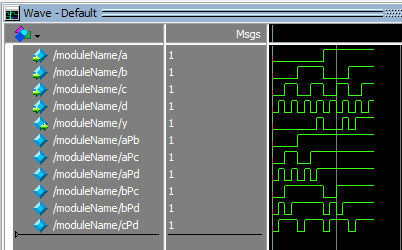 Wave - Default
Msgs
/moduleName/a 1
/moduleName/b 1
/moduleName/c 1
/moduleName/d 1
/moduleName/y 1
/moduleName/aPb 1
/moduleName/aPc 1
/moduleName/aPd 1
/moduleName/bPc 1
/moduleName/bPd 1
/moduleName/cPd 1